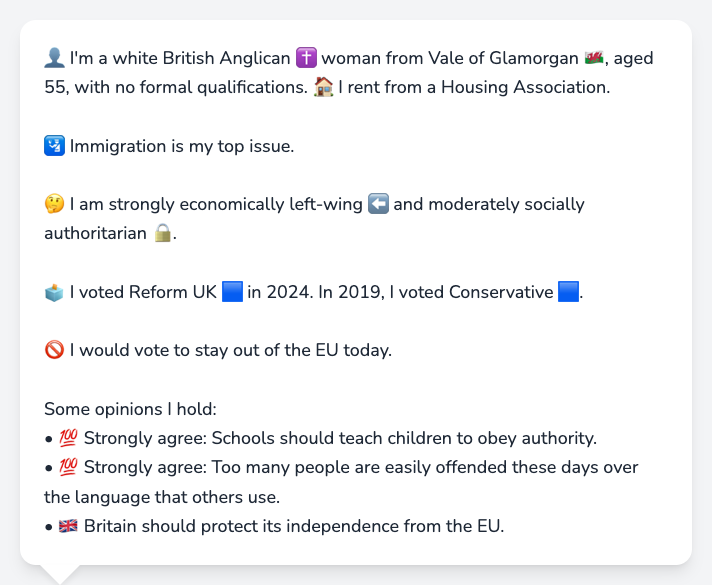 👤 I'm a white British Anglican ✝️ woman from Vale of Glamorgan 🏴󠁧󠁢󠁷󠁬󠁳󠁿, aged
55, with no formal qualifications. 🏠 I rent from a Housing Association.
🛂 Immigration is my top issue.
🤔 I am strongly economically left-wing ⬅️ and moderately socially
authoritarian 🔒.
🗳️ I voted Reform UK 🟦 in 2024. In 2019, I voted Conservative 🟦.
🚫 I would vote to stay out of the EU today.
Some opinions I hold:
• 💯 Strongly agree: Schools should teach children to obey authority.
• 💯 Strongly agree: Too many people are easily offended these days over
the language that others use.
• 🇬🇧 Britain should protect its independence from the EU.